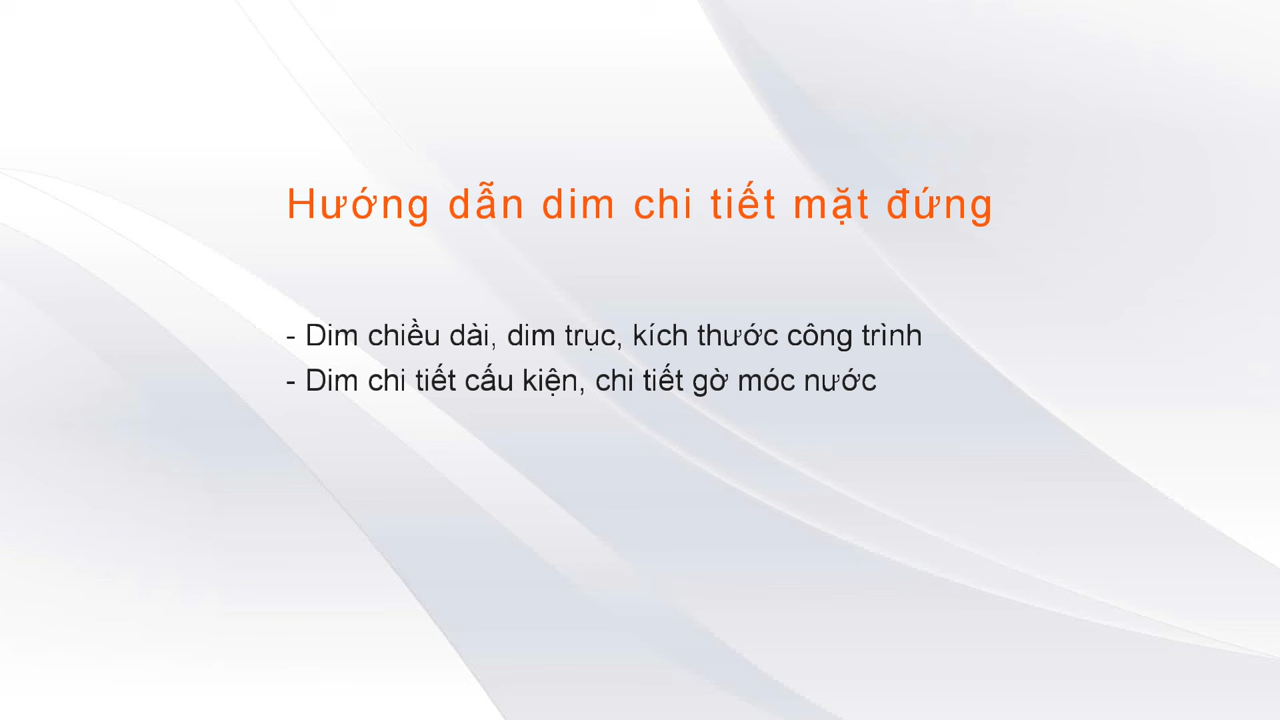 Hướng dẫn dim chi tiết mặt đứng
- Dim chiều dài, dim trục, kích thước công trình
- Dim chi tiết cấu kiện, chi tiết gờ móc nước